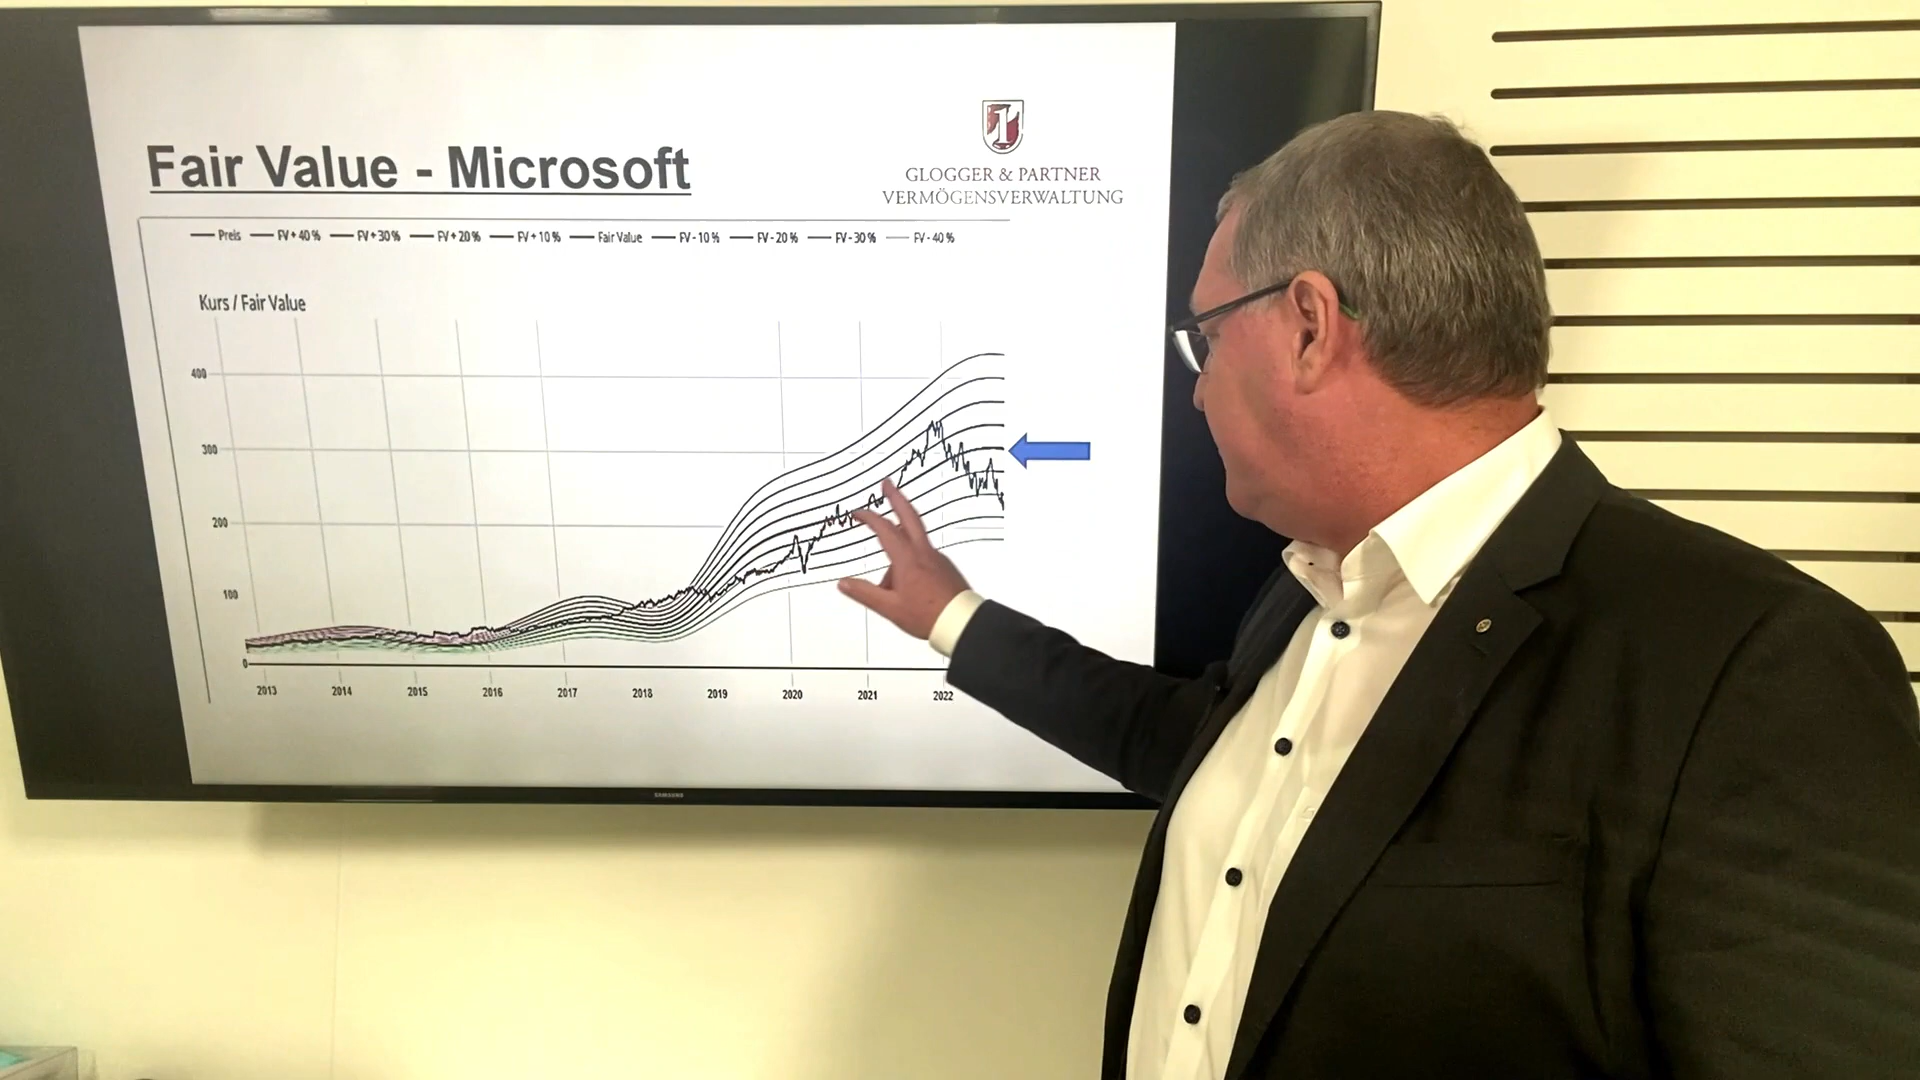 1
GLOGGER & PARTNER
VERMÖGENSVERWALTUNG
Fair Value - Microsoft
Preis FV + 40 % FV + 30 % FV + 20 % FV + 10 % Fair Value FV - 10 % FV - 20 % FV - 30 % FV - 40 %
Kurs / Fair Value
400
300
200
100
0
2013 2014 2015 2016 2017 2018 2019 2020 2021 2022
SAMSUNG